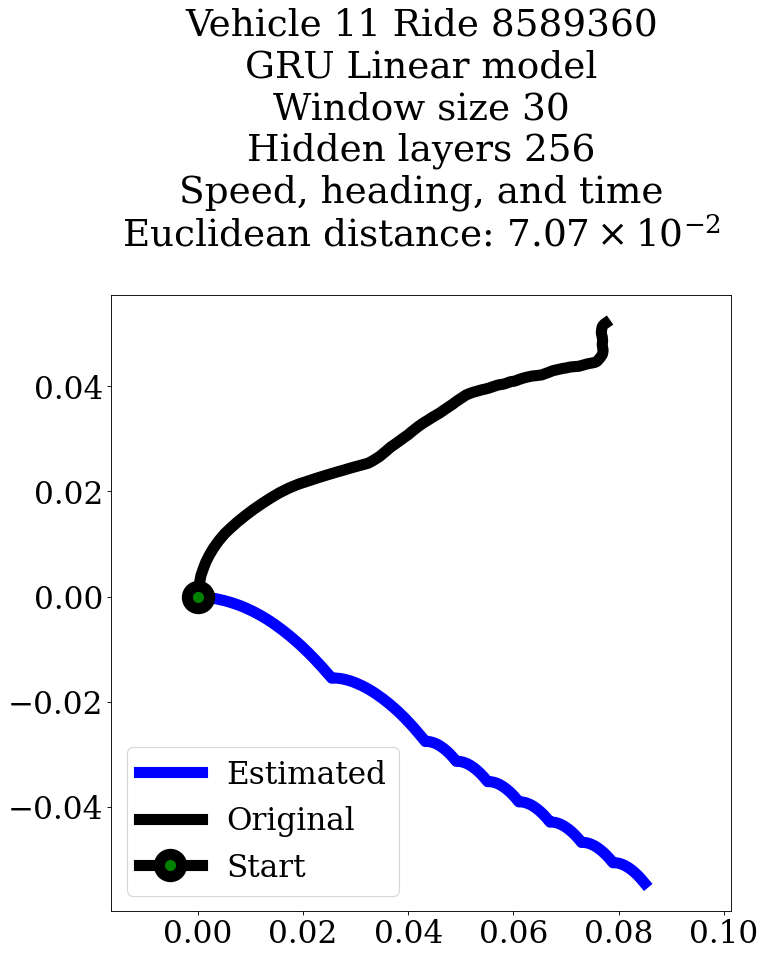 Vehicle 11 Ride 8589360
GRU Linear model
Window size 30
Hidden layers 256
Speed, heading, and time
Euclidean distance: 7.07 × 10⁻²
0.04
0.02
0.00
−0.02
−0.04
Estimated
Original
Start
0.00 0.02 0.04 0.06 0.08 0.10